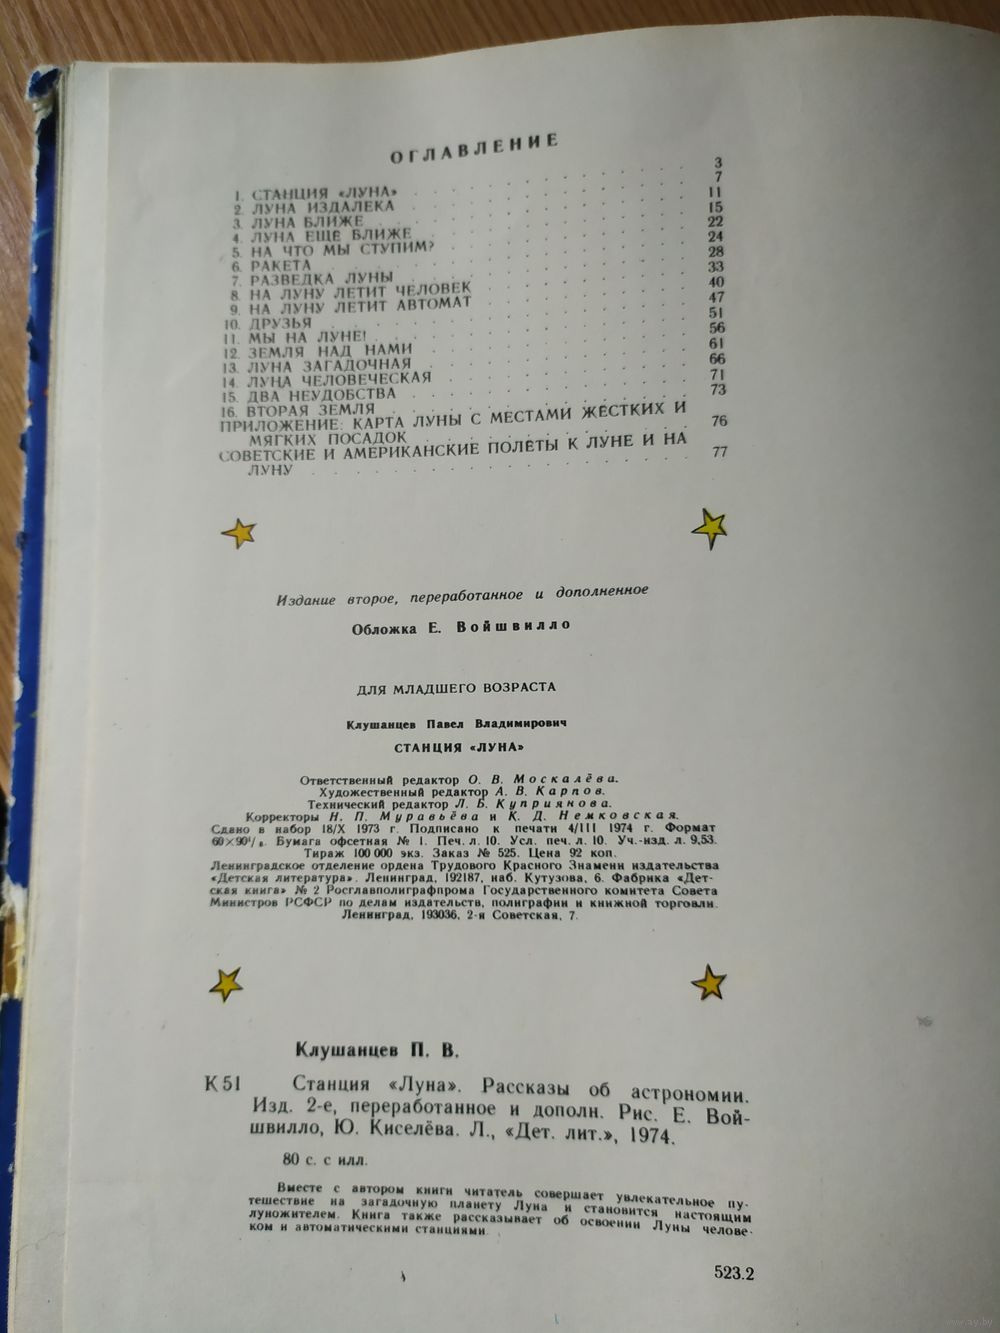 ОГЛАВЛЕНИЕ
1. СТАНЦИЯ «ЛУНА» . . . 3
2. ЛУНА ИЗДАЛЕКА . . . 7
3. ЛУНА БЛИЖЕ . . . 11
4. ЛУНА ЕЩЕ БЛИЖЕ . . . 15
5. НА ЧТО МЫ СТУПИМ? . . . 22
6. РАКЕТА . . . 24
7. РАЗВЕДКА ЛУНЫ . . . 28
8. НА ЛУНУ ЛЕТИТ ЧЕЛОВЕК . . . 33
9. НА ЛУНУ ЛЕТИТ АВТОМАТ . . . 40
10. ДРУЗЬЯ . . . 47
11. МЫ НА ЛУНЕ! . . . 51
12. ЗЕМЛЯ НАД НАМИ . . . 56
13. ЛУНА ЗАГАДОЧНАЯ . . . 61
14. ЛУНА ЧЕЛОВЕЧЕСКАЯ . . . 66
15. ДВА НЕУДОБСТВА . . . 71
16. ВТОРАЯ ЗЕМЛЯ . . . 73
ПРИЛОЖЕНИЕ: КАРТА ЛУНЫ С МЕСТАМИ ЖЕСТКИХ И
МЯГКИХ ПОСАДОК . . . 76
СОВЕТСКИЕ И АМЕРИКАНСКИЕ ПОЛЕТЫ К ЛУНЕ И НА
ЛУНУ . . . 77
Издание второе, переработанное и дополненное
Обложка Е. Войшвилло
ДЛЯ МЛАДШЕГО ВОЗРАСТА
Клушанцев Павел Владимирович
СТАНЦИЯ «ЛУНА»
Ответственный редактор О. В. Москалёва.
Художественный редактор А. В. Карпов.
Технический редактор Л. Б. Куприянова.
Корректоры Н. П. Муравьёва и К. Д. Немковская.
Сдано в набор 18/X 1973 г. Подписано к печати 4/III 1974 г. Формат
60×90¹/₈. Бумага офсетная № 1. Печ. л. 10. Усл. печ. л. 10. Уч.-изд. л. 9,53.
Тираж 100 000 экз. Заказ № 525. Цена 92 коп.
Ленинградское отделение ордена Трудового Красного Знамени издательства
«Детская литература». Ленинград, 192187, наб. Кутузова, 6. Фабрика «Дет-
ская книга» № 2 Росглавполиграфпрома Государственного комитета Совета
Министров РСФСР по делам издательств, полиграфии и книжной торговли.
Ленинград, 193036, 2-я Советская, 7.
Клушанцев П. В.
К 51 Станция «Луна». Рассказы об астрономии.
Изд. 2-е, переработанное и дополн. Рис. Е. Вой-
швилло, Ю. Киселёва. Л., «Дет. лит.», 1974.
80 с. с илл.
Вместе с автором книги читатель совершает увлекательное пу-
тешествие на загадочную планету Луна и становится настоящим
луножителем. Книга также рассказывает об освоении Луны челове-
ком и автоматическими станциями.
523.2
www.ay.by